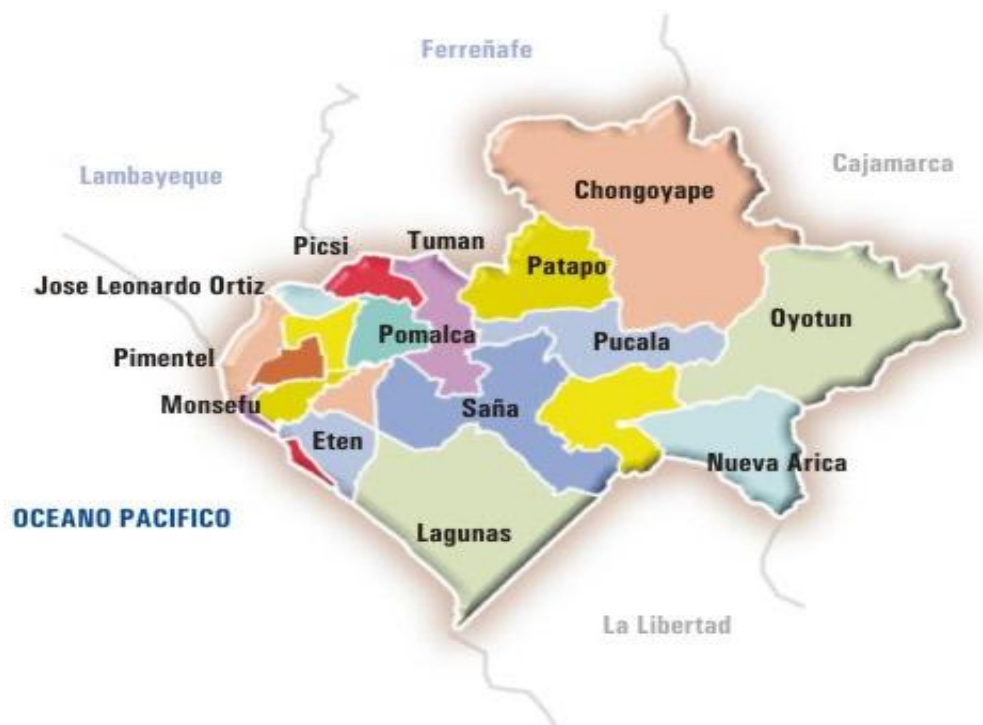 Ferreñafe
Cajamarca
Lambayeque
Chongoyape
Picsi
Tuman
Patapo
Jose Leonardo Ortiz
Oyotun
Pomalca
Pucala
Pimentel
Monsefu
Saña
Eten
Nueva Arica
OCEANO PACIFICO
Lagunas
La Libertad